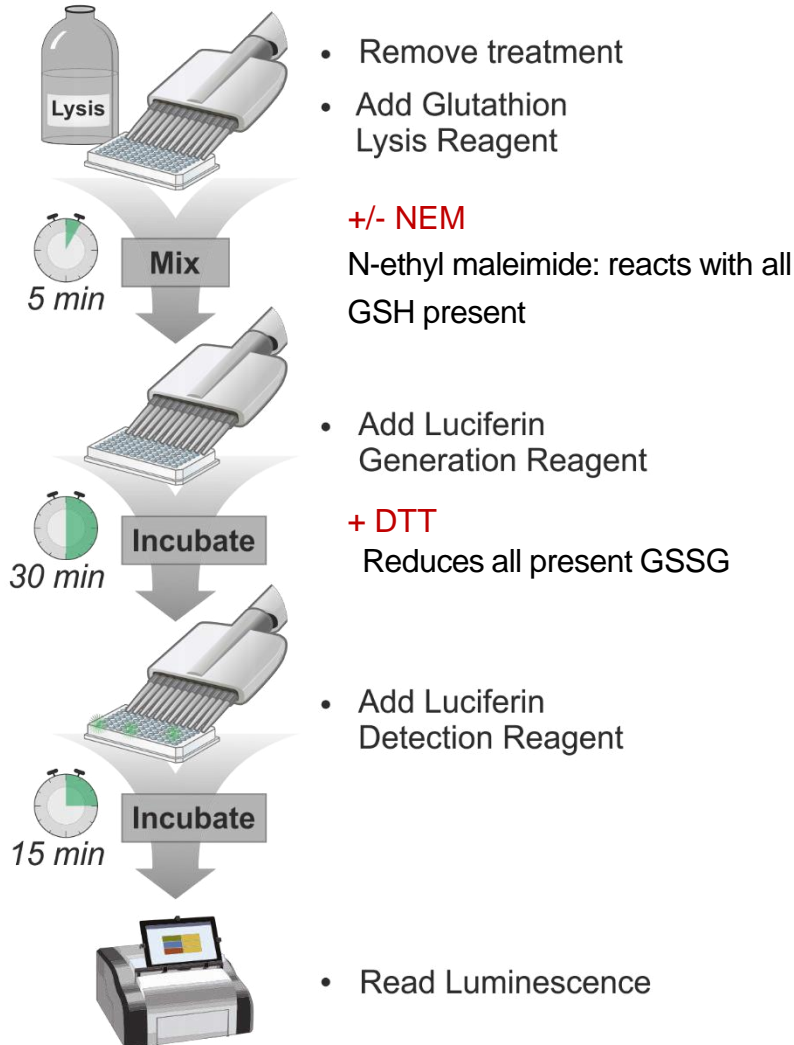 Lysis
• Remove treatment
• Add Glutathion
Lysis Reagent
+/- NEM
N-ethyl maleimide: reacts with all
GSH present
5 min
Mix
• Add Luciferin
Generation Reagent
+ DTT
Reduces all present GSSG
30 min
Incubate
• Add Luciferin
Detection Reagent
15 min
Incubate
• Read Luminescence